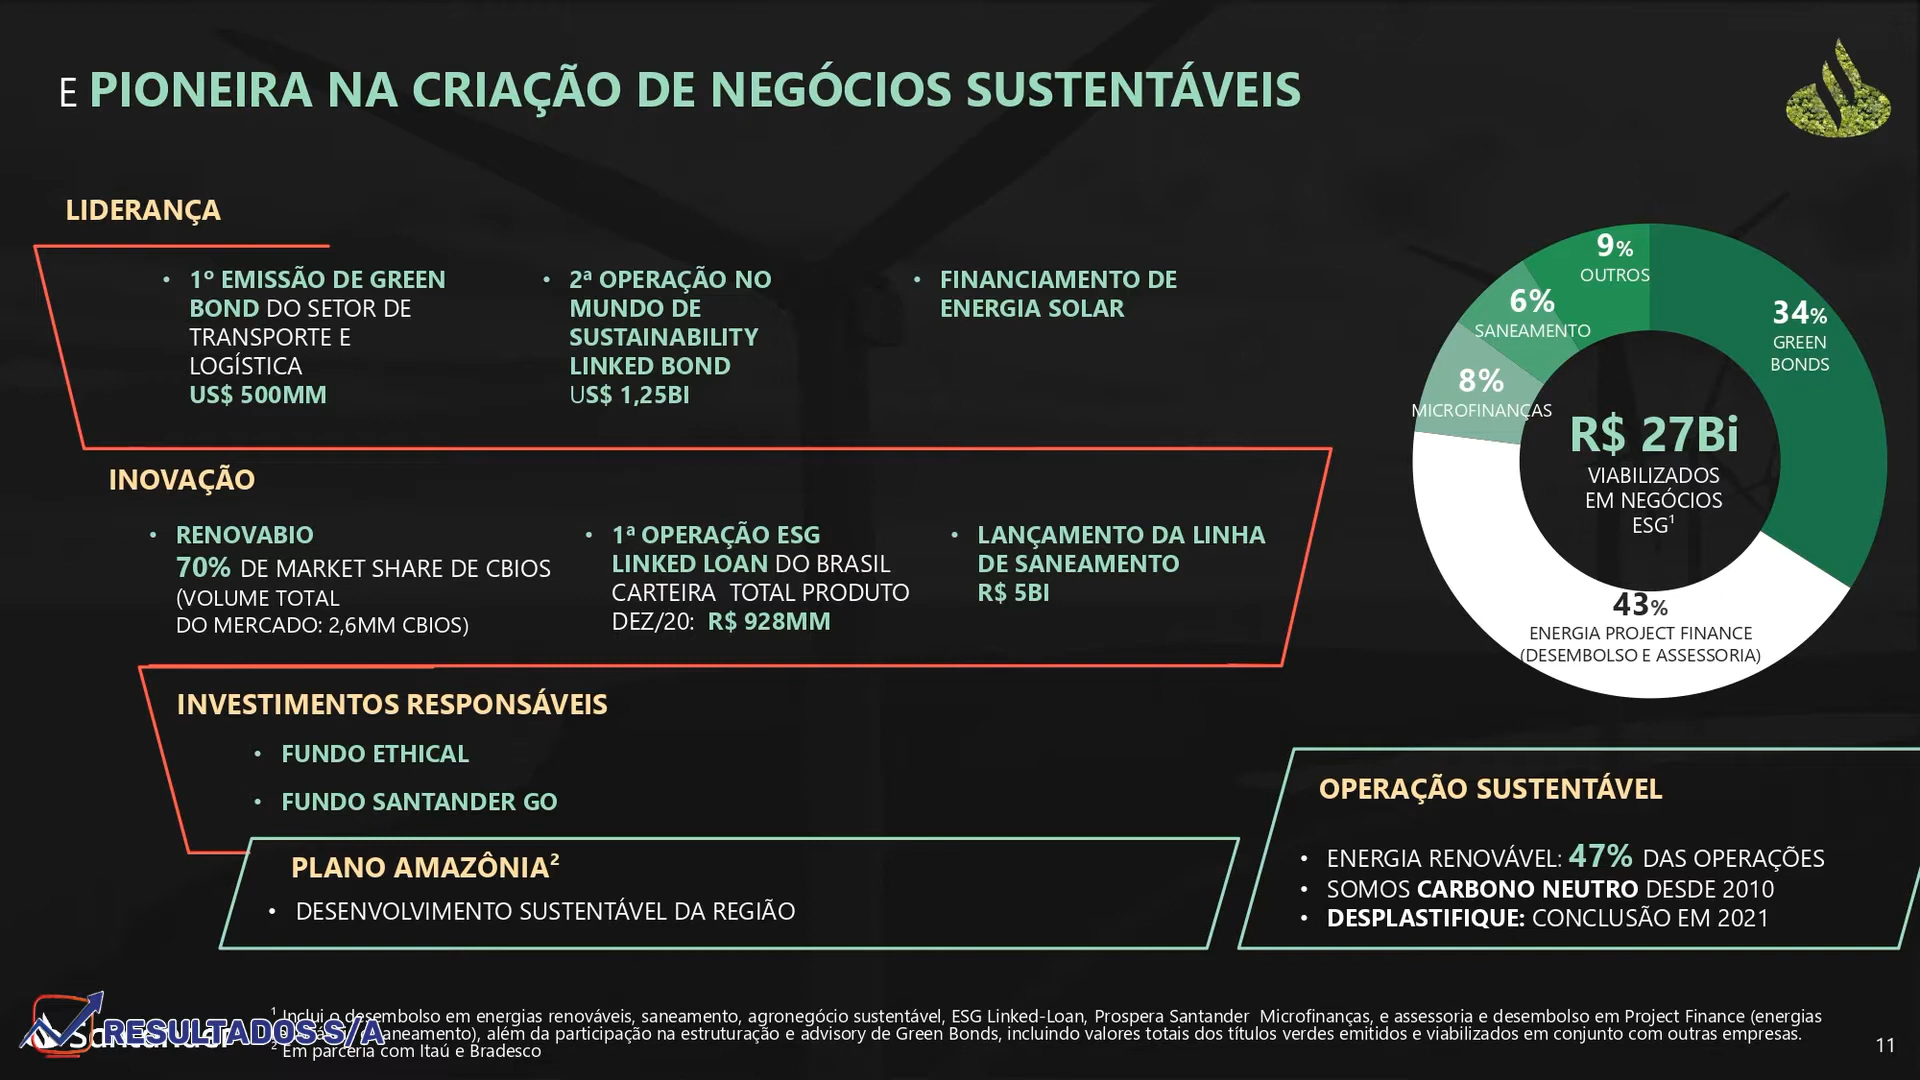 E PIONEIRA NA CRIAÇÃO DE NEGÓCIOS SUSTENTÁVEIS
LIDERANÇA
• 1º EMISSÃO DE GREEN
BOND DO SETOR DE
TRANSPORTE E
LOGÍSTICA
US$ 500MM
• 2ª OPERAÇÃO NO
MUNDO DE
SUSTAINABILITY
LINKED BOND
US$ 1,25BI
• FINANCIAMENTO DE
ENERGIA SOLAR
INOVAÇÃO
• RENOVABIO
70% DE MARKET SHARE DE CBIOS
(VOLUME TOTAL
DO MERCADO: 2,6MM CBIOS)
• 1ª OPERAÇÃO ESG
LINKED LOAN DO BRASIL
CARTEIRA TOTAL PRODUTO
DEZ/20: R$ 928MM
• LANÇAMENTO DA LINHA
DE SANEAMENTO
R$ 5BI
INVESTIMENTOS RESPONSÁVEIS
• FUNDO ETHICAL
• FUNDO SANTANDER GO
PLANO AMAZÔNIA²
• DESENVOLVIMENTO SUSTENTÁVEL DA REGIÃO
9%
OUTROS
6%
SANEAMENTO
8%
MICROFINANÇAS
34%
GREEN
BONDS
R$ 27Bi
VIABILIZADOS
EM NEGÓCIOS
ESG¹
43%
ENERGIA PROJECT FINANCE
(DESEMBOLSO E ASSESSORIA)
OPERAÇÃO SUSTENTÁVEL
• ENERGIA RENOVÁVEL: 47% DAS OPERAÇÕES
• SOMOS CARBONO NEUTRO DESDE 2010
• DESPLASTIFIQUE: CONCLUSÃO EM 2021
¹ Inclui o desembolso em energias renováveis, saneamento, agronegócio sustentável, ESG Linked-Loan, Prospera Santander Microfinanças, e assessoria e desembolso em Project Finance (energias
saneamento), além da participação na estruturação e advisory de Green Bonds, incluindo valores totais dos títulos verdes emitidos e viabilizados em conjunto com outras empresas.
² Em parceria com Itaú e Bradesco
Santander
RESULTADOS S/A
11